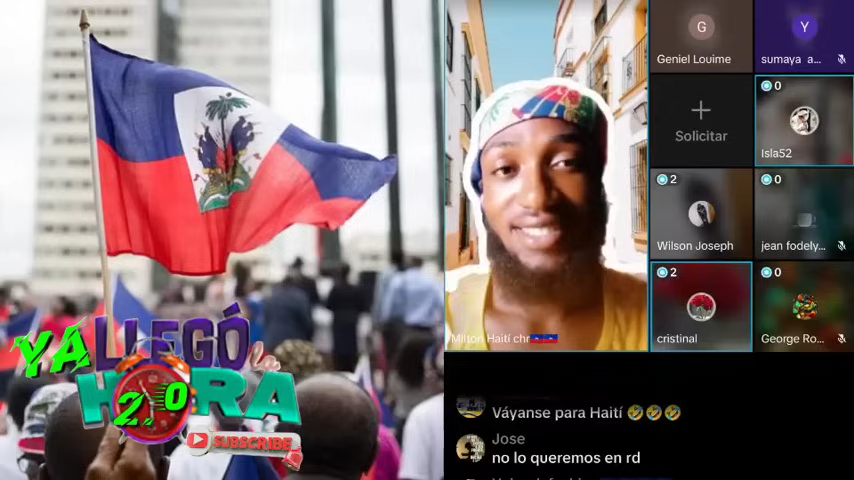 YA LLEGÓ
HORA
2.0
SUBSCRIBE
Milton Haití chr
G
Geniel Louime
Y
sumaya a...
+
Solicitar
0
Isla52
2
Wilson Joseph
0
jean fodely...
2
cristinal
0
George Ro...
Váyanse para Haití 🤣🤣🤣
Jose
no lo queremos en rd